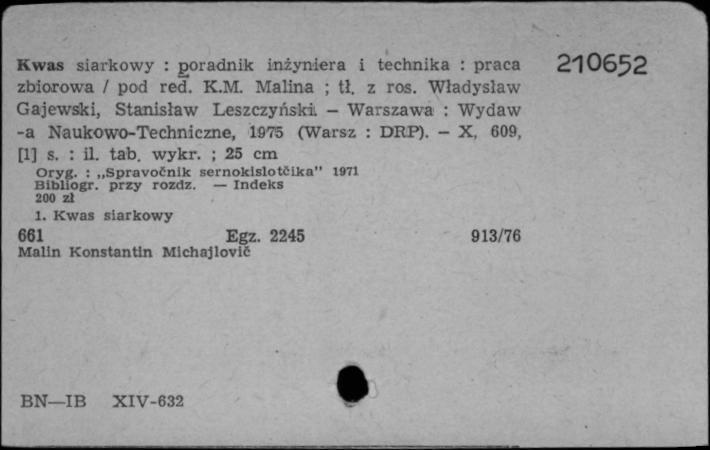 210652
Kwas siarkowy : poradnik inżyniera i technika : praca
zbiorowa / pod red. K.M. Malina ; tł. z ros. Władysław
Gajewski, Stanisław Leszczyński. – Warszawa : Wydaw
-a Naukowo-Techniczne, 1975 (Warsz : DRP). – X, 609,
[1] s. : il. tab. wykr. ; 25 cm
Oryg. : „Spravočnik sernokislotčika" 1971
Bibliogr. przy rozdz. — Indeks
200 zł
1. Kwas siarkowy
661 Egz. 2245 913/76
Malin Konstantin Michajlovič
BN—IB XIV-632